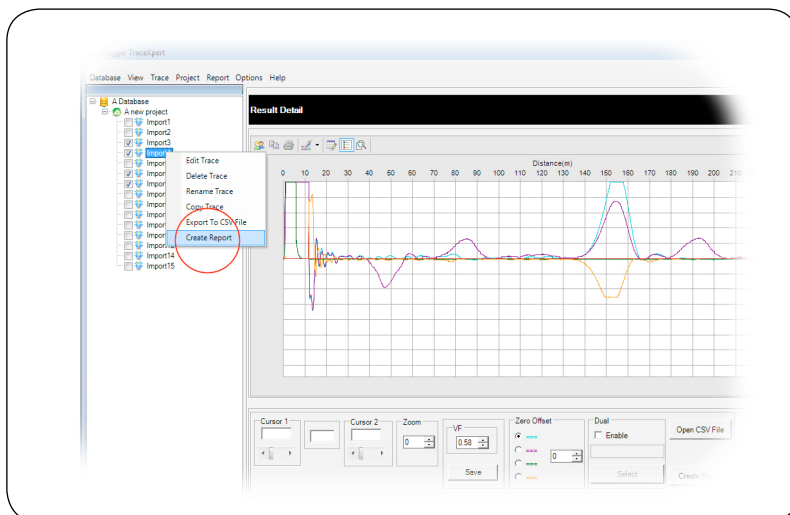 TraceXpert
Database View Trace Project Report Options Help
A Database
A new project
Import1
Import2
Import3
Import14
Import15
Edit Trace
Delete Trace
Rename Trace
Copy Trace
Export To CSV File
Create Report
Result Detail
Distance(m)
0 10 20 30 40 50 60 70 80 90 100 110 120 130 140 150 160 170 180 190 200 210
Cursor 1
Cursor 2
Zoom
0
VF
0.58
Save
Zero Offset
0
Dual
Enable
Select
Open CSV File
Create